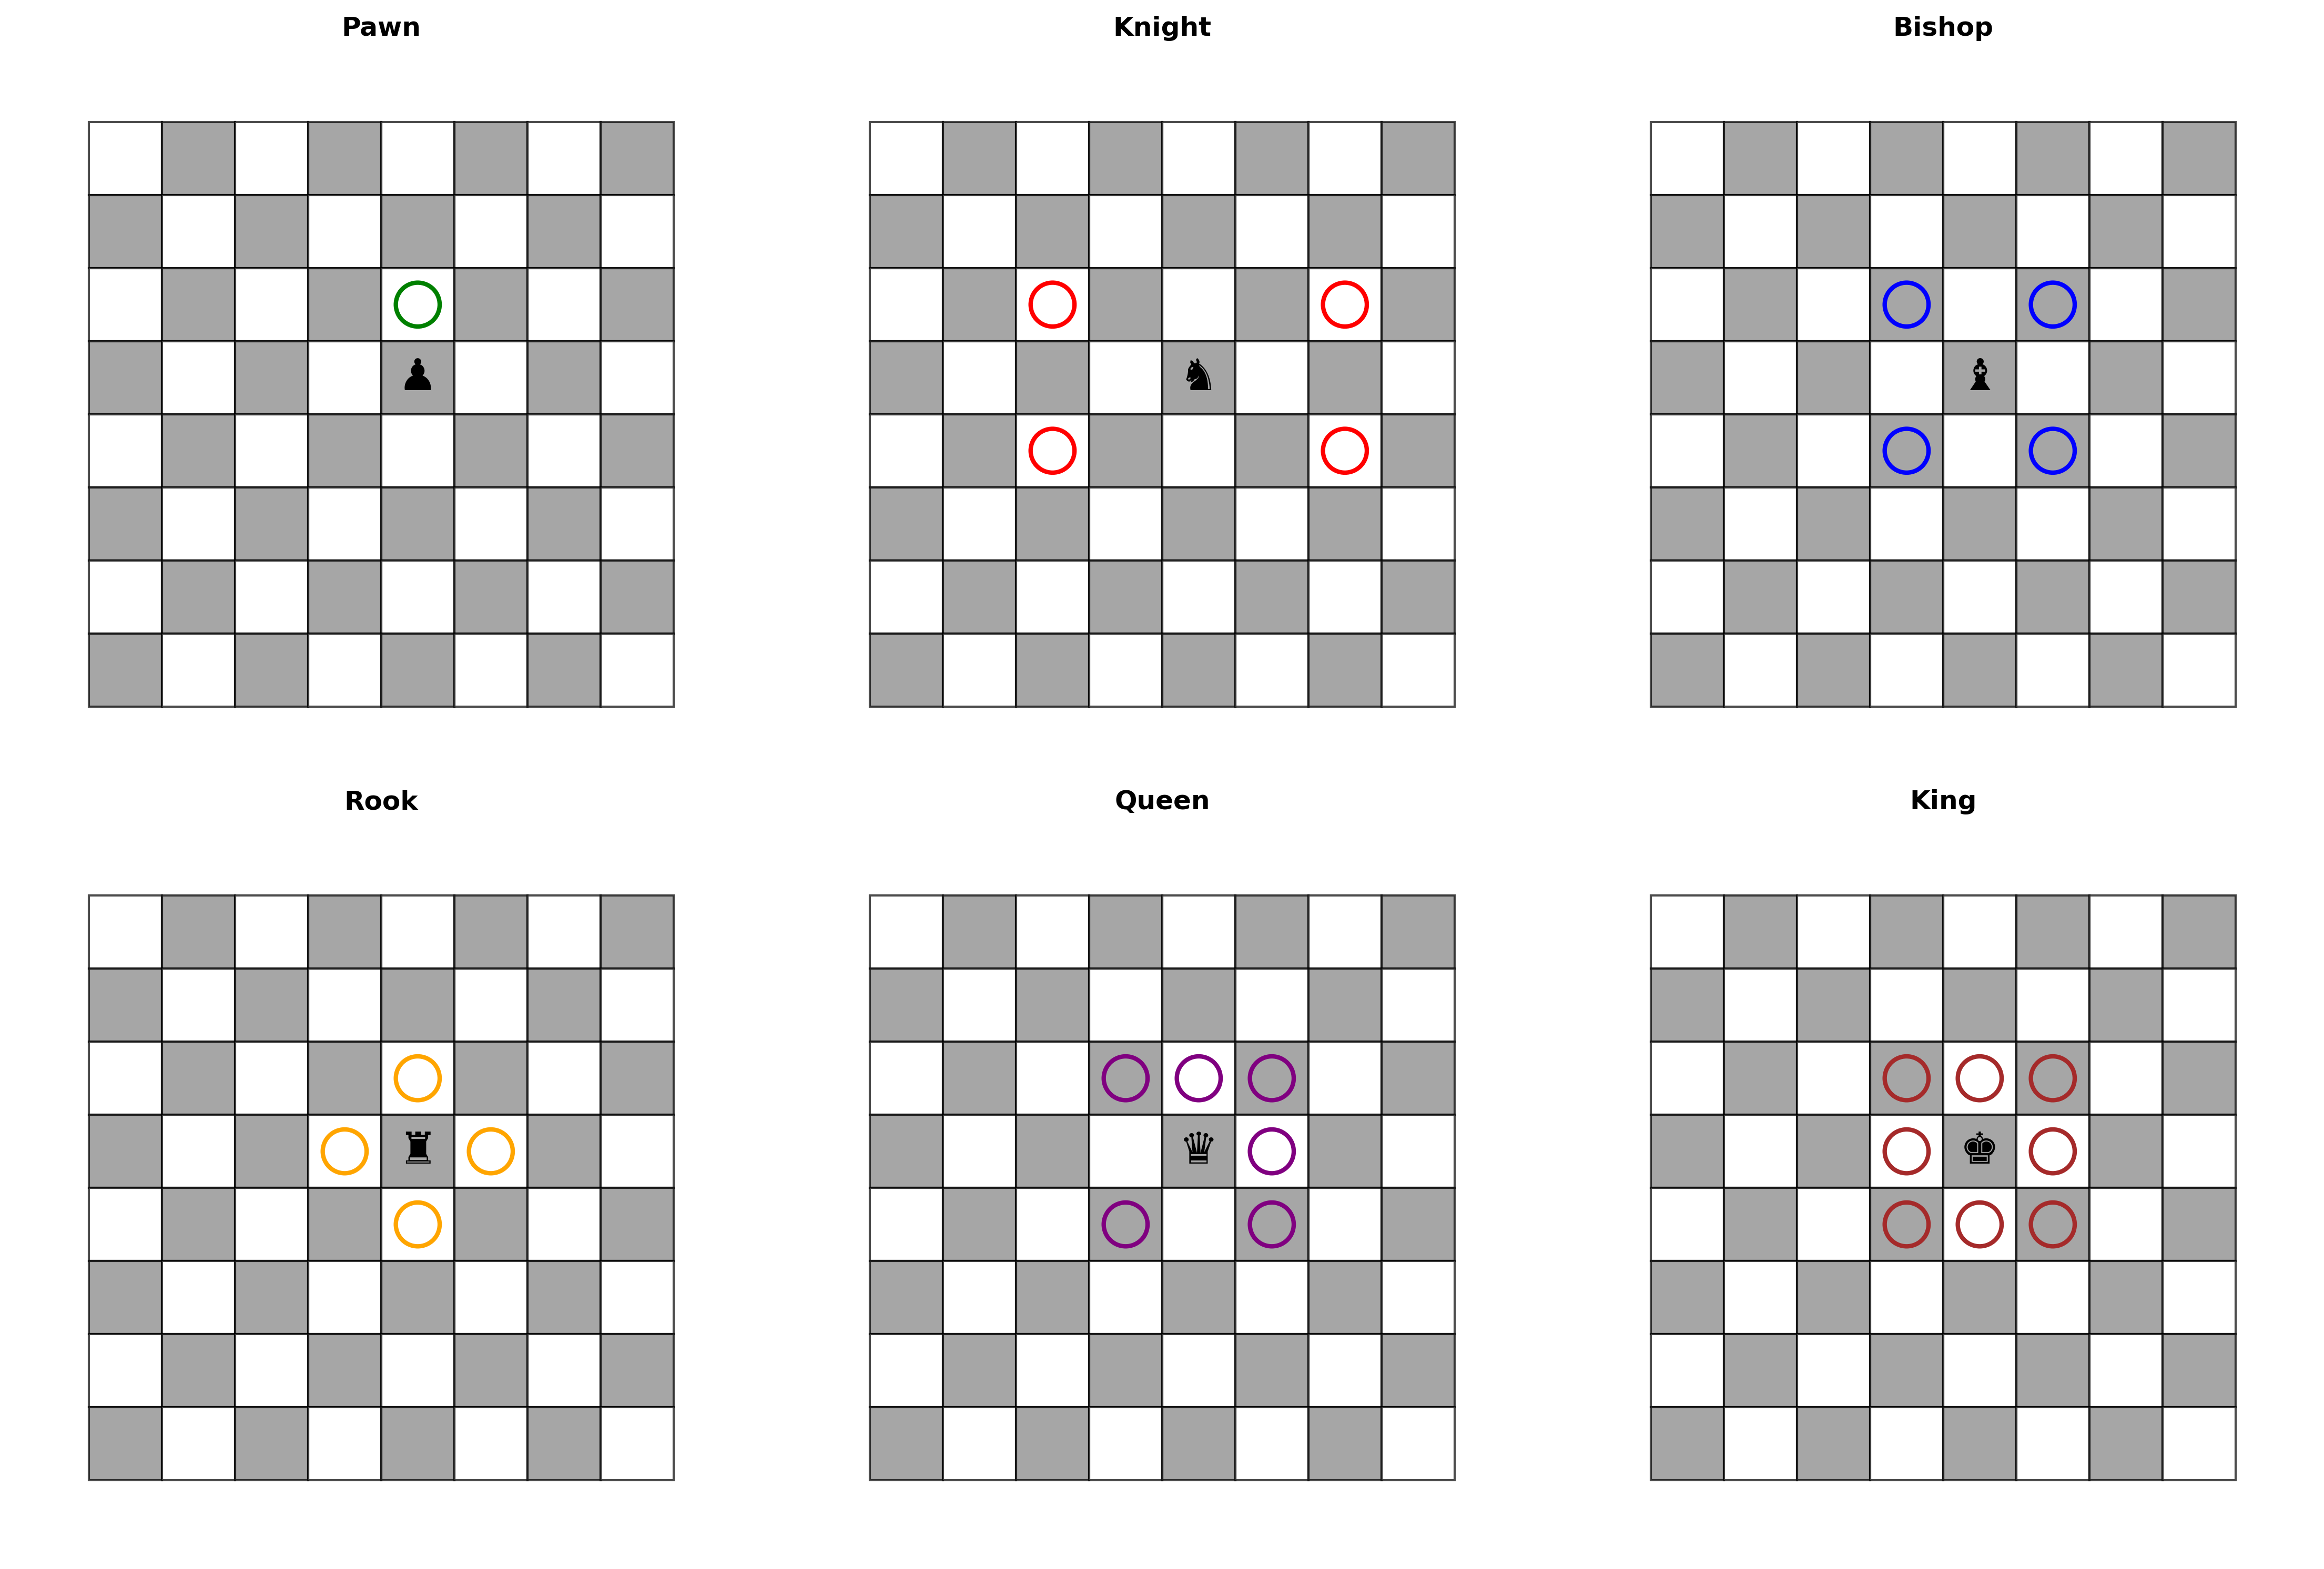 Pawn
Knight
Bishop
♟
♞
♝
Rook
Queen
King
♜
♛
♚